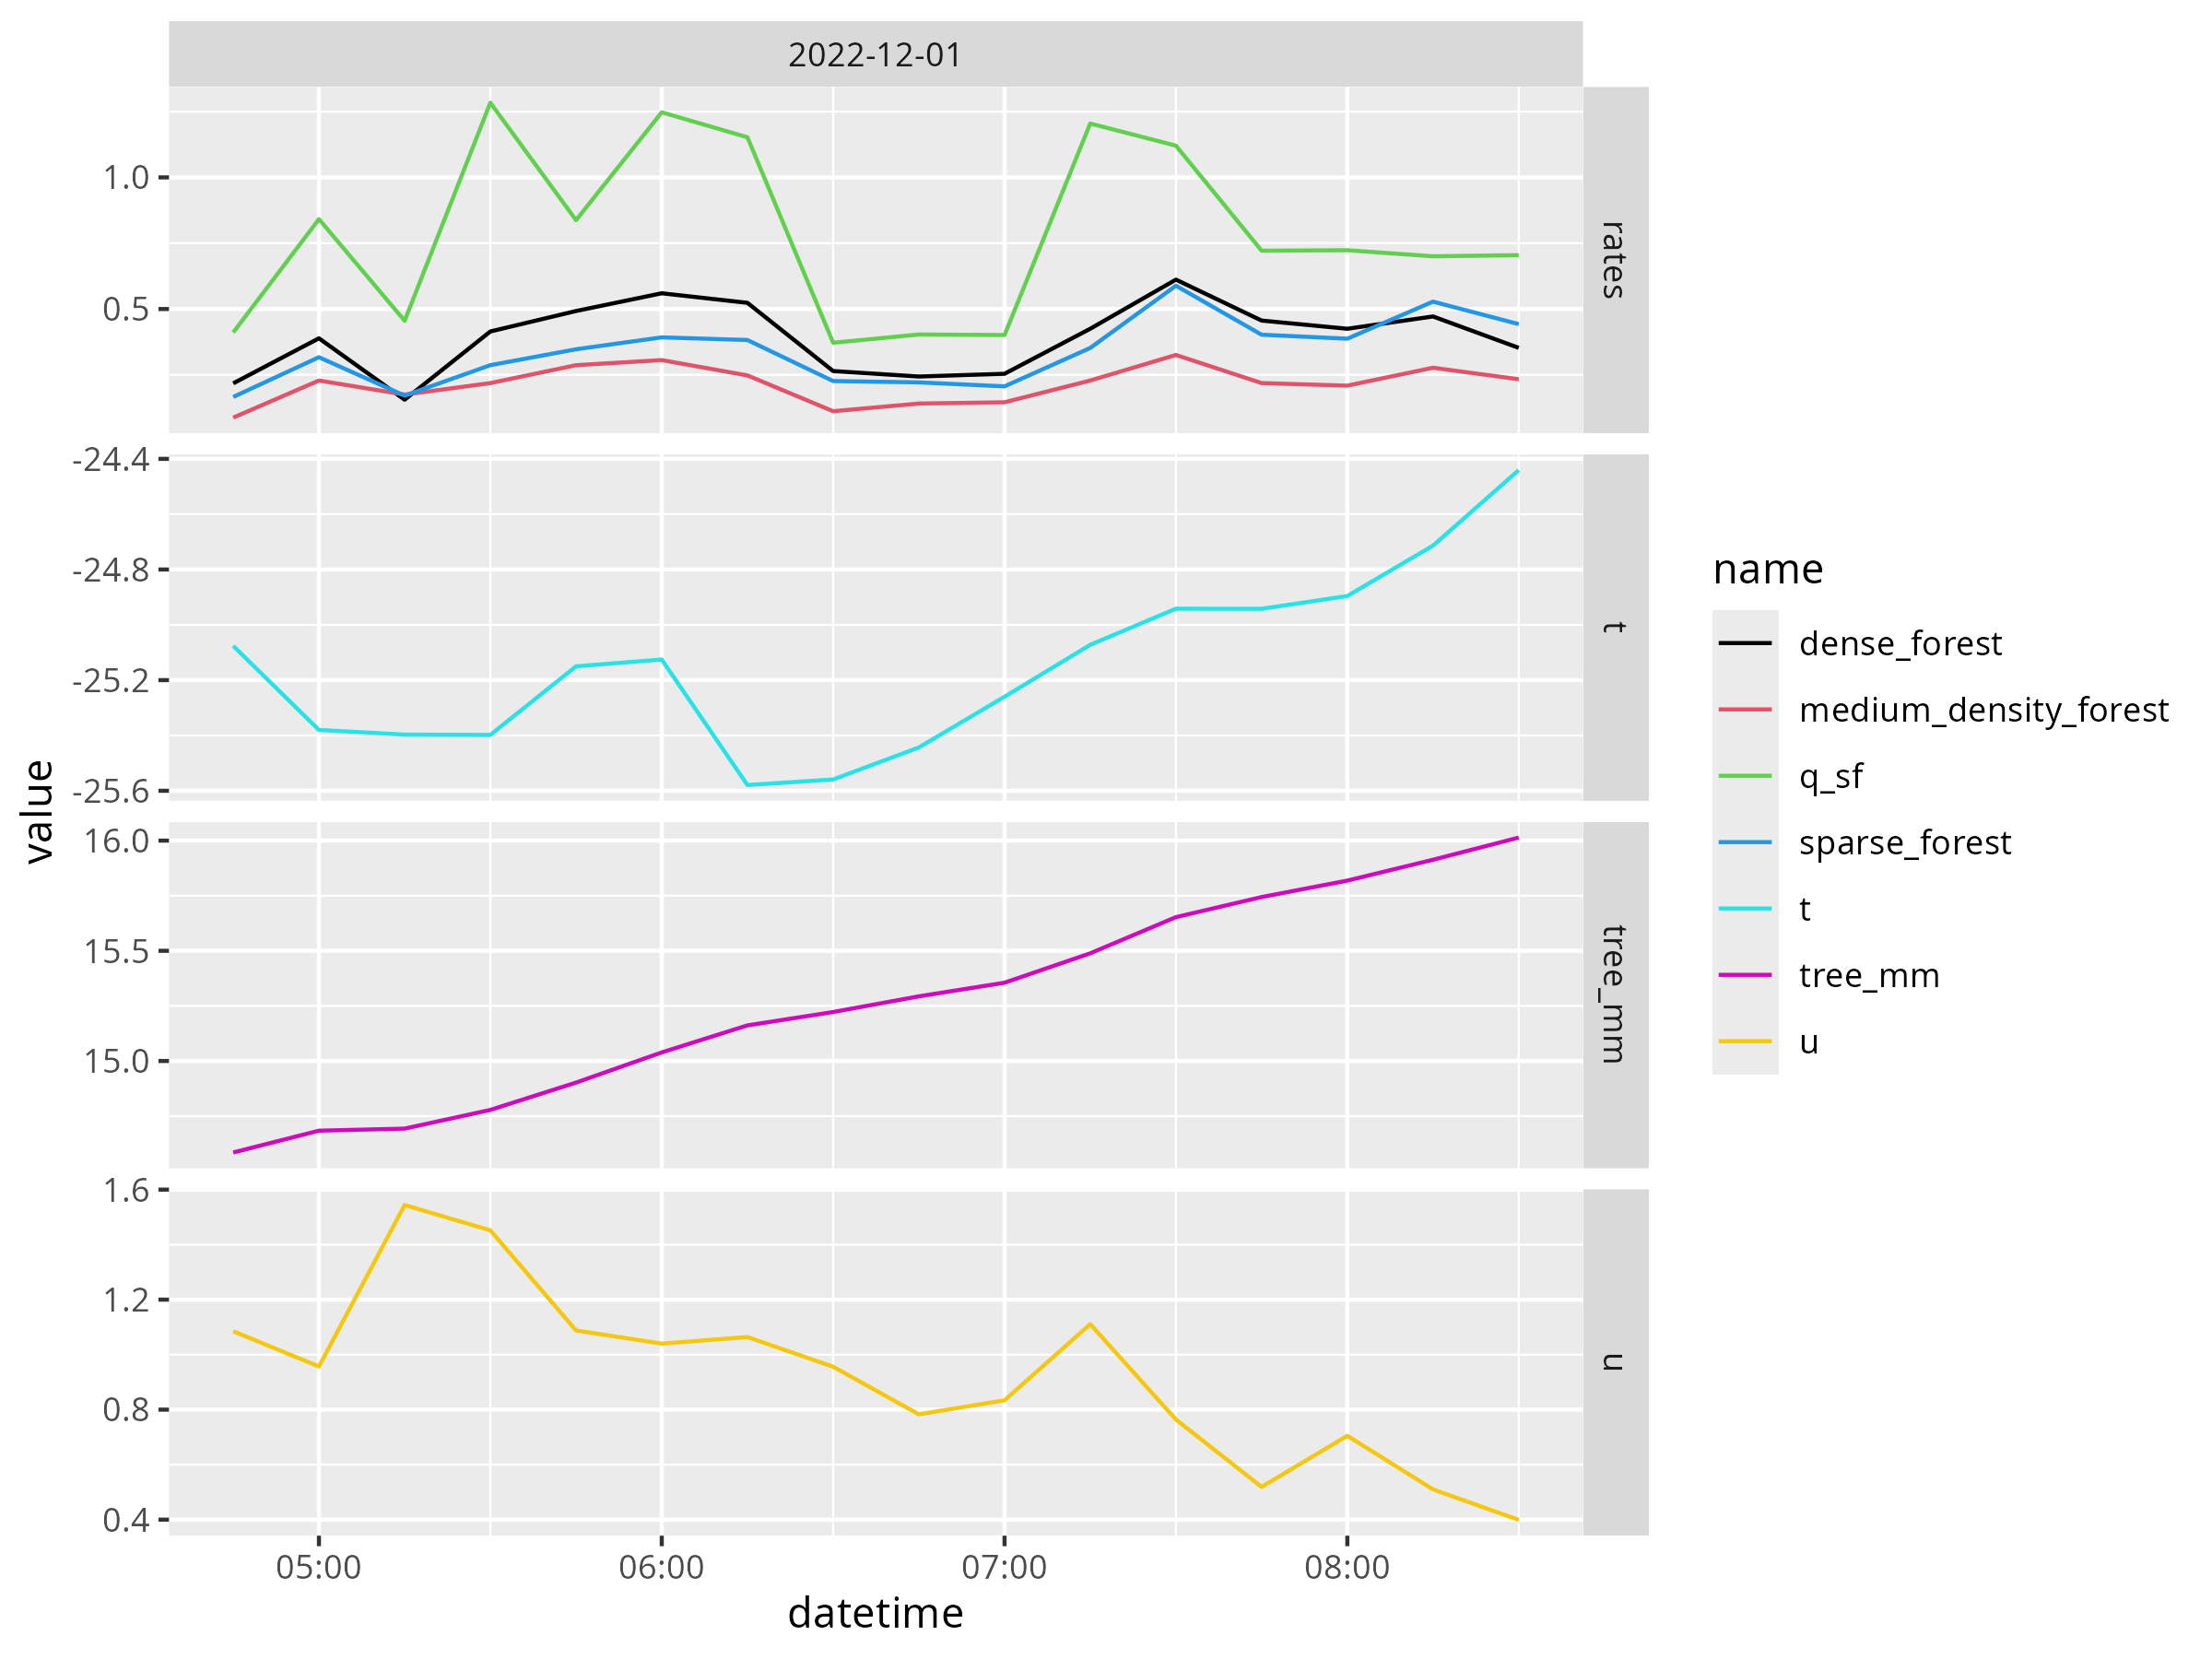 2022-12-01
1.0
0.5
rates
-24.4
-24.8
-25.2
-25.6
t
16.0
15.5
15.0
tree_mm
1.6
1.2
0.8
0.4
u
value
05:00 06:00 07:00 08:00
datetime
name
dense_forest
medium_density_forest
q_sf
sparse_forest
t
tree_mm
u